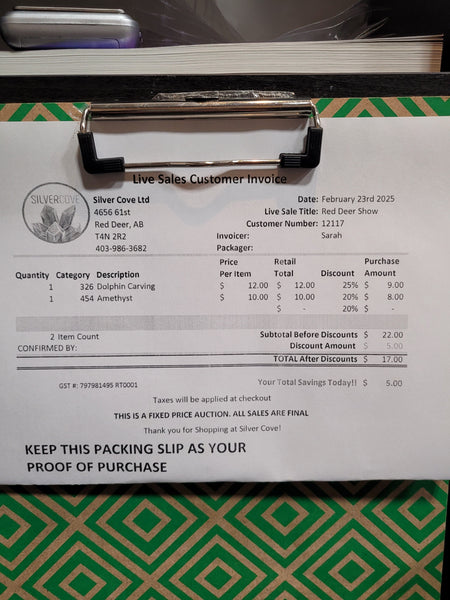 Live Sales Customer Invoice
SILVERCOVE
Silver Cove Ltd
4656 61st
Red Deer, AB
T4N 2R2
403-986-3682
Date: February 23rd 2025
Live Sale Title: Red Deer Show
Customer Number: 12117
Invoicer: Sarah
Packager:
Quantity Category Description Price Per Item Retail Total Discount Purchase Amount
1 326 Dolphin Carving $ 12.00 $ 12.00 25% $ 9.00
1 454 Amethyst $ 10.00 $ 10.00 20% $ 8.00
$ - 20% $ -
2 Item Count
CONFIRMED BY:
Subtotal Before Discounts $ 22.00
Discount Amount $ 5.00
TOTAL After Discounts $ 17.00
GST #: 797981495 RT0001
Your Total Savings Today!! $ 5.00
Taxes will be applied at checkout
THIS IS A FIXED PRICE AUCTION. ALL SALES ARE FINAL
Thank you for Shopping at Silver Cove!
KEEP THIS PACKING SLIP AS YOUR
PROOF OF PURCHASE